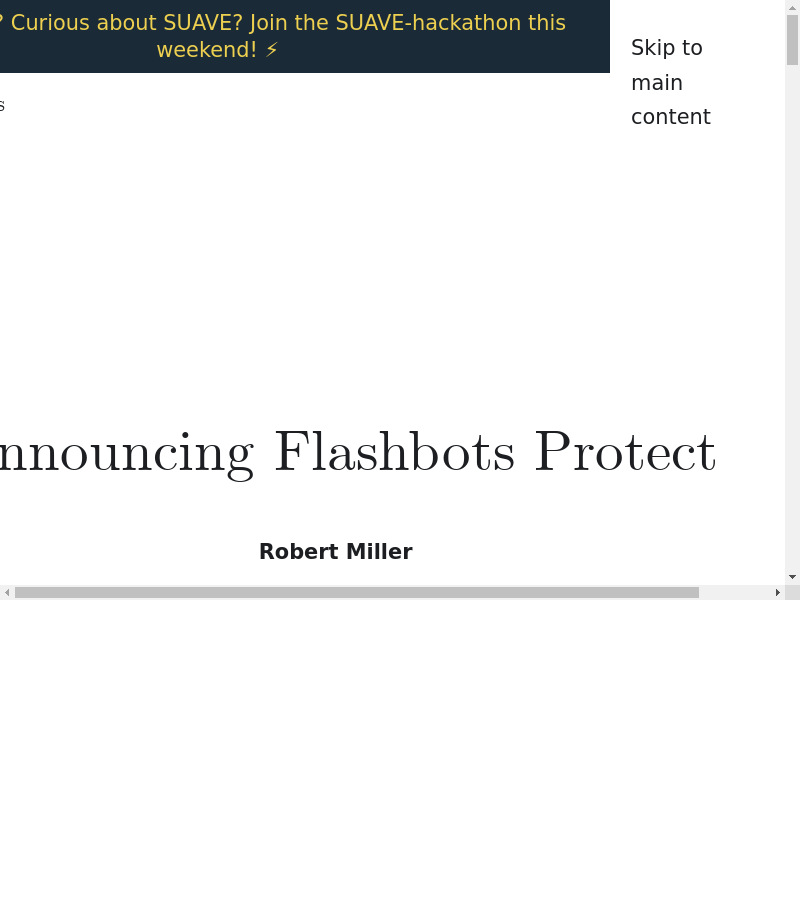 ? Curious about SUAVE? Join the SUAVE-hackathon this
weekend! ⚡
Skip to
main
content
s
nnouncing Flashbots Protect
Robert Miller